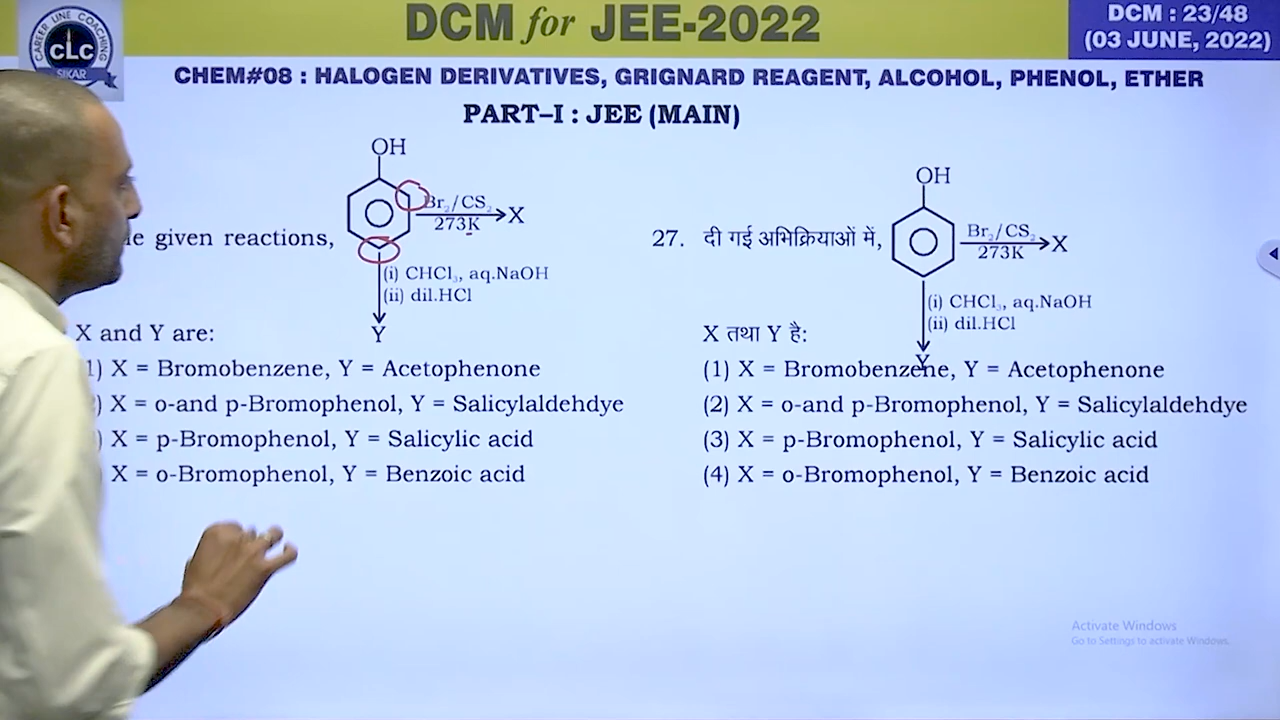 DCM for JEE-2022
DCM : 23/48
(03 JUNE, 2022)
CAREER LINE COACHING
CLC
SIKAR
CHEM#08 : HALOGEN DERIVATIVES, GRIGNARD REAGENT, ALCOHOL, PHENOL, ETHER
PART–I : JEE (MAIN)
OH
Br₂/CS₂
273K
X
given reactions,
(i) CHCl₃, aq.NaOH
(ii) dil.HCl
Y
X and Y are:
1) X = Bromobenzene, Y = Acetophenone
) X = o-and p-Bromophenol, Y = Salicylaldehdye
) X = p-Bromophenol, Y = Salicylic acid
) X = o-Bromophenol, Y = Benzoic acid
OH
27. दी गई अभिक्रियाओं में,
Br₂/CS₂
273K
X
(i) CHCl₃, aq.NaOH
(ii) dil.HCl
Y
X तथा Y है:
(1) X = Bromobenzene, Y = Acetophenone
(2) X = o-and p-Bromophenol, Y = Salicylaldehdye
(3) X = p-Bromophenol, Y = Salicylic acid
(4) X = o-Bromophenol, Y = Benzoic acid
Activate Windows
Go to Settings to activate Windows.